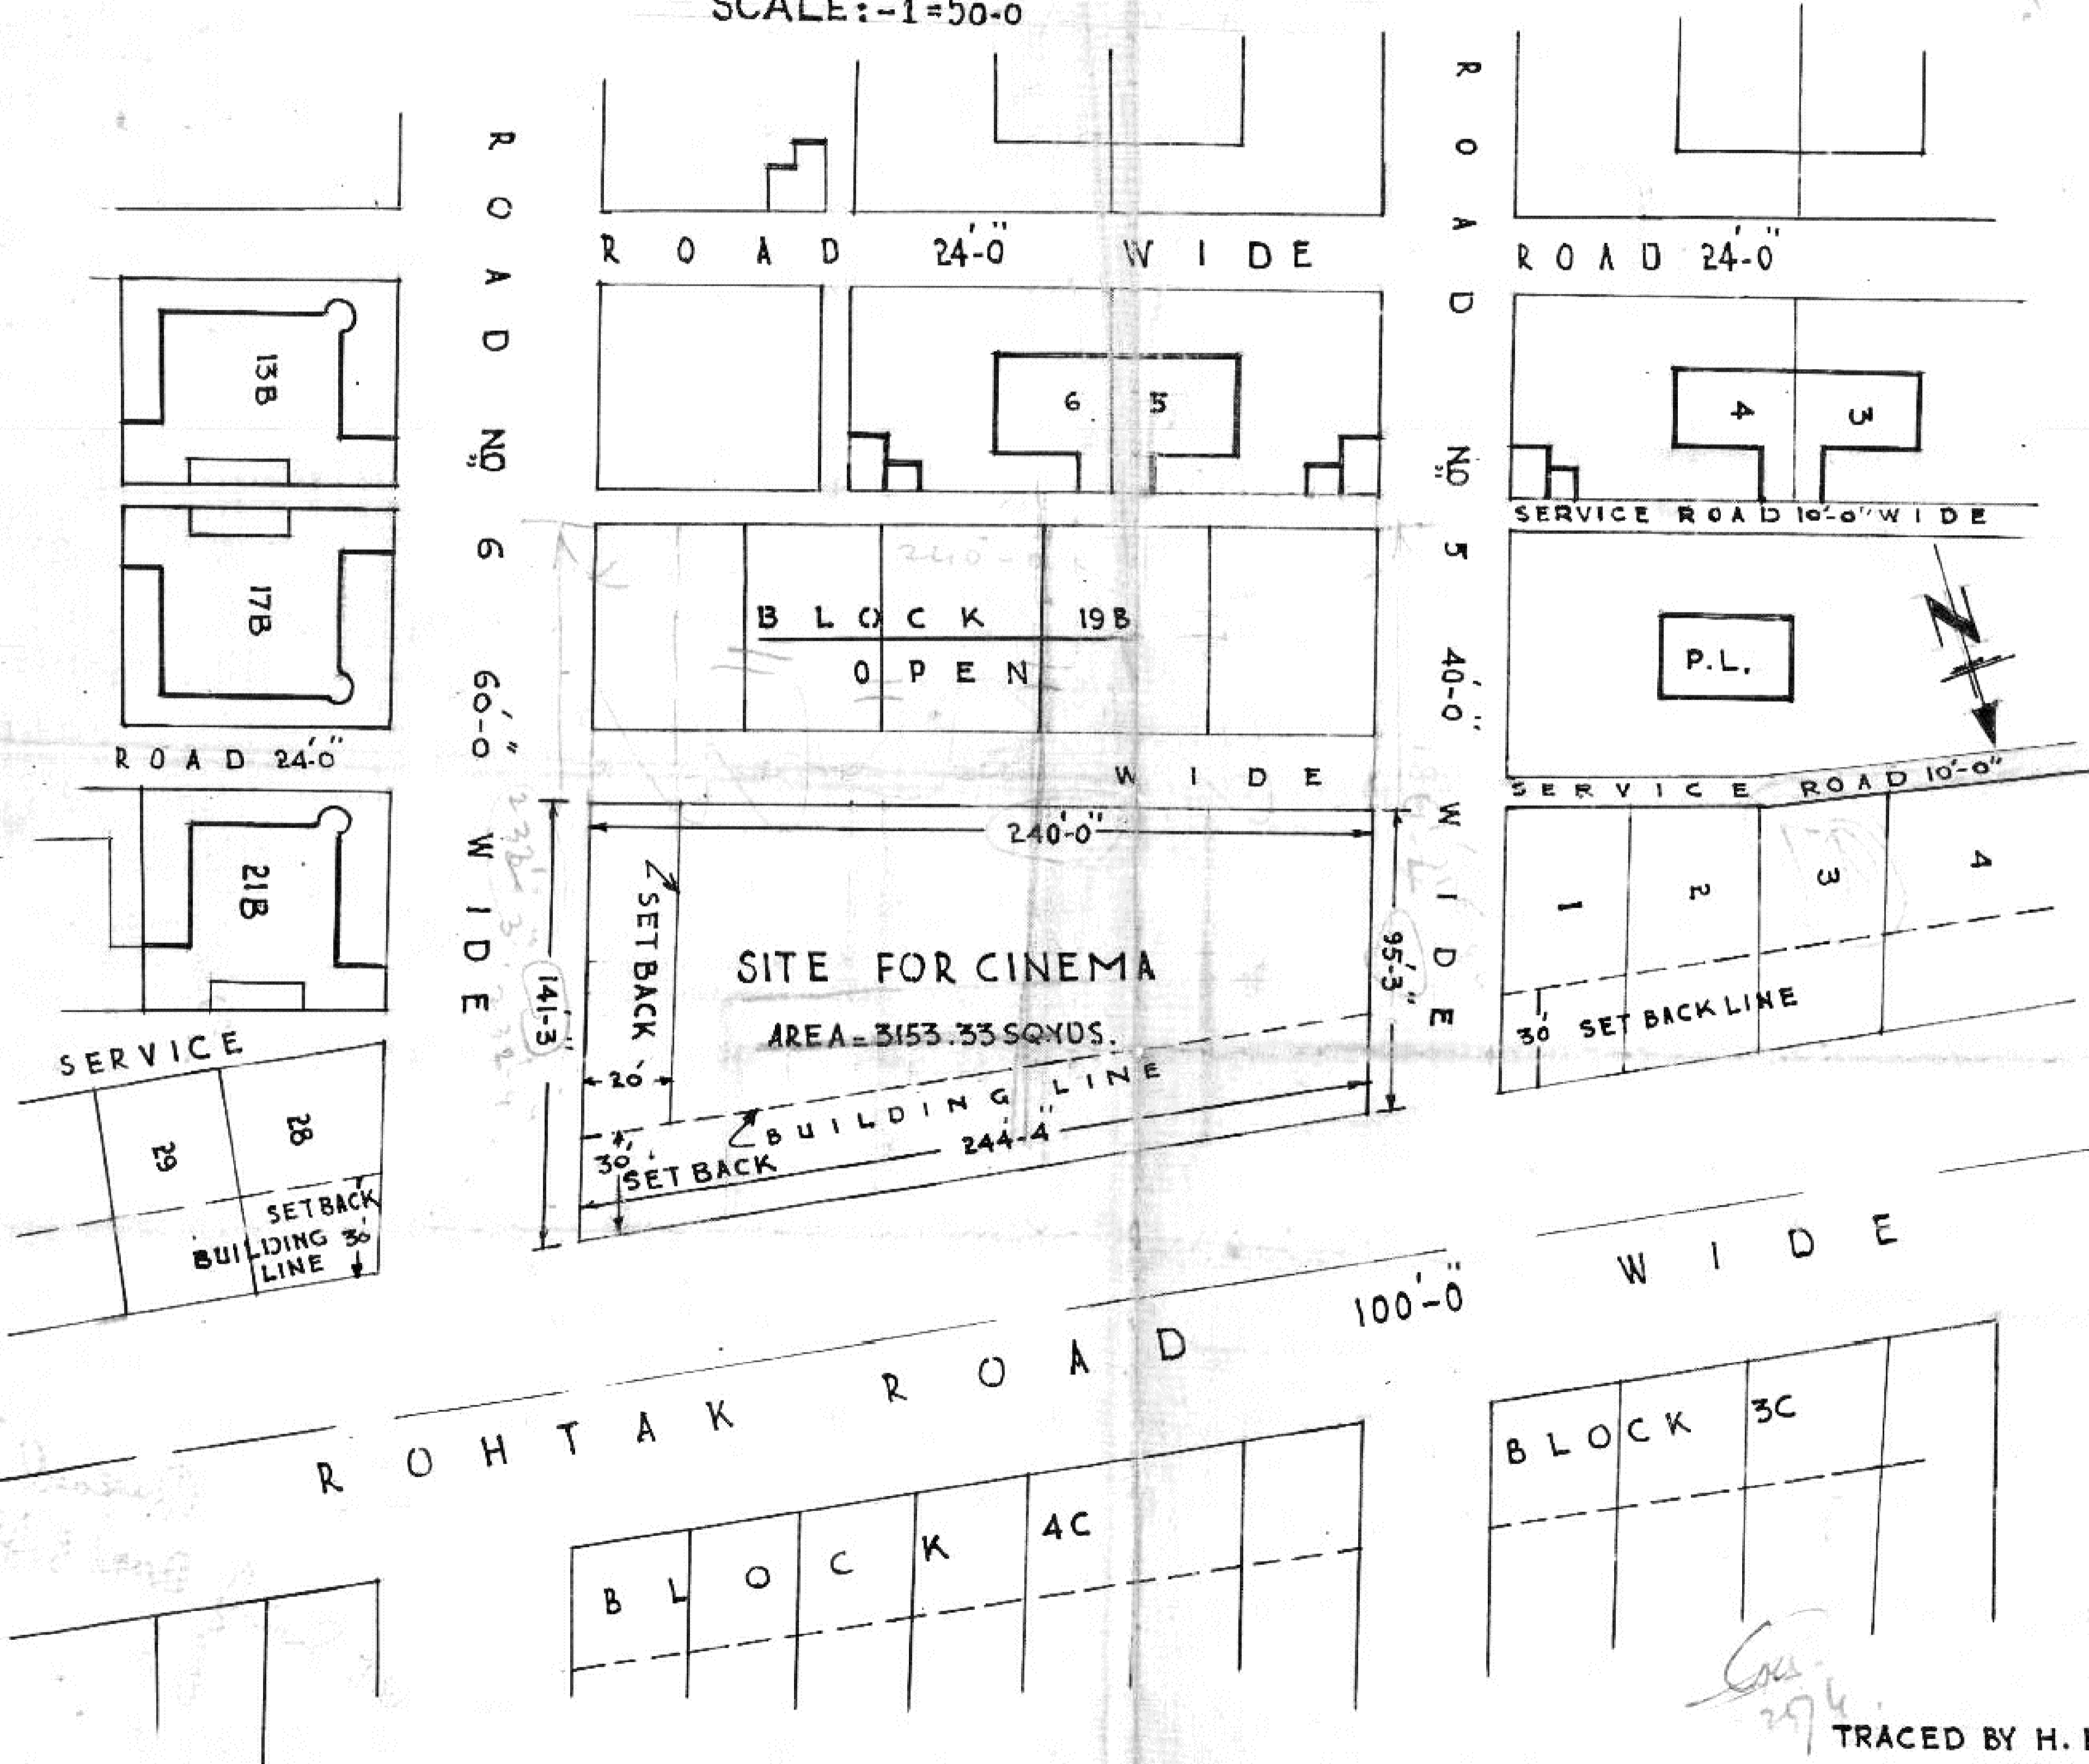 SCALE:-1=50-0
ROAD NO. 6 60'-0" WIDE
ROAD NO. 5 40'-0" WIDE
ROAD 24'-0" WIDE
ROAD 24'-0"
13B
6 5
4 3
SERVICE ROAD 10'-0" WIDE
17B
BLOCK 19B
OPEN
P.L.
N
ROAD 24'-0"
WIDE
SERVICE ROAD 10'-0"
240'-0"
21B
SETBACK
141'-3"
95'-3"
SITE FOR CINEMA
AREA=3153.33 SQ.YDS.
20'
BUILDING LINE
244'-4"
30'
SET BACK
1 2 3 4
30' SET BACK LINE
SERVICE
29 28
SETBACK
BUILDING 30'
LINE
ROHTAK ROAD 100'-0" WIDE
BLOCK 4C
BLOCK 3C
TRACED BY H.